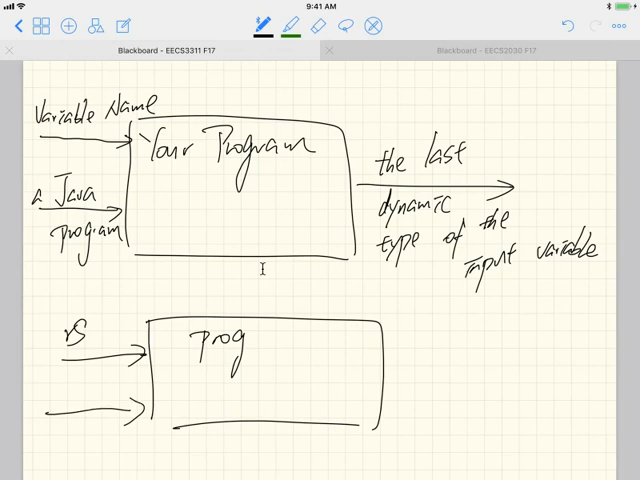 9:41 AM
Blackboard - EECS3311 F17
Blackboard - EECS2030 F17
Variable Name
Your Program
a Java
Program
the last
dynamic
type of the
input variable
rs
Prog